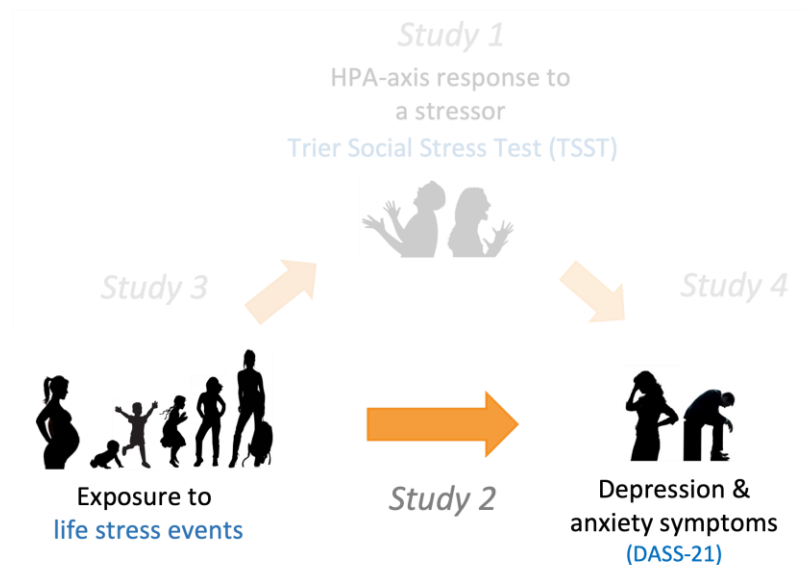 Study 1
HPA-axis response to
a stressor
Trier Social Stress Test (TSST)
Study 3
Study 4
Exposure to
life stress events
Study 2
Depression &
anxiety symptoms
(DASS-21)